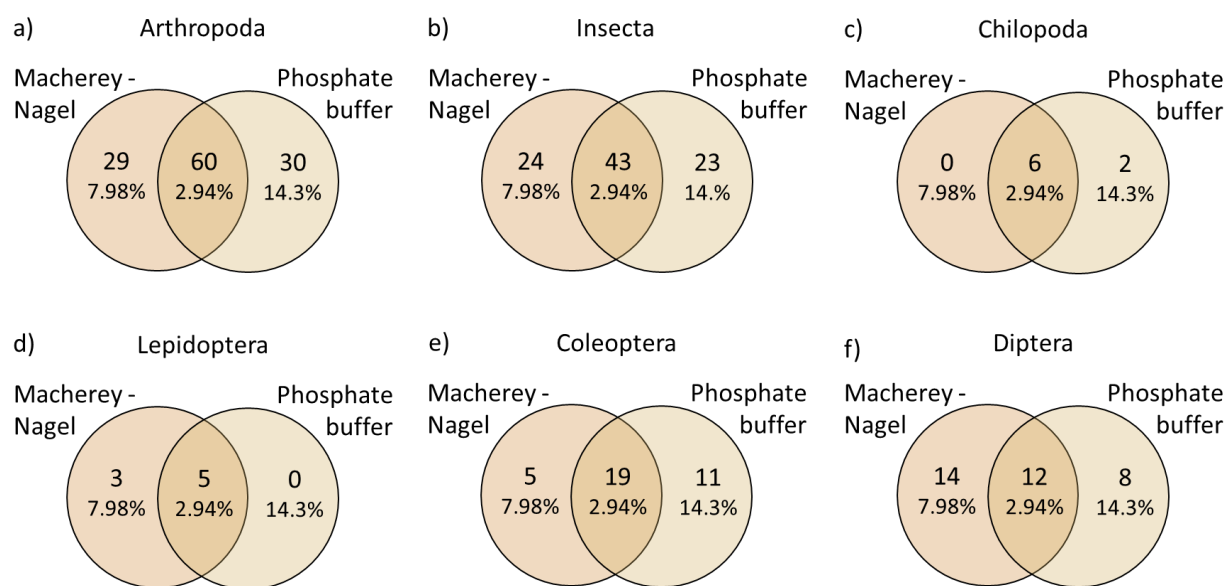 a) Arthropoda
Macherey -
Nagel
Phosphate
buffer
29 60 30
7.98% 2.94% 14.3%
b) Insecta
Macherey -
Nagel
Phosphate
buffer
24 43 23
7.98% 2.94% 14.%
c) Chilopoda
Macherey -
Nagel
Phosphate
buffer
0 6 2
7.98% 2.94% 14.3%
d) Lepidoptera
Macherey -
Nagel
Phosphate
buffer
3 5 0
7.98% 2.94% 14.3%
e) Coleoptera
Macherey -
Nagel
Phosphate
buffer
5 19 11
7.98% 2.94% 14.3%
f) Diptera
Macherey -
Nagel
Phosphate
buffer
14 12 8
7.98% 2.94% 14.3%